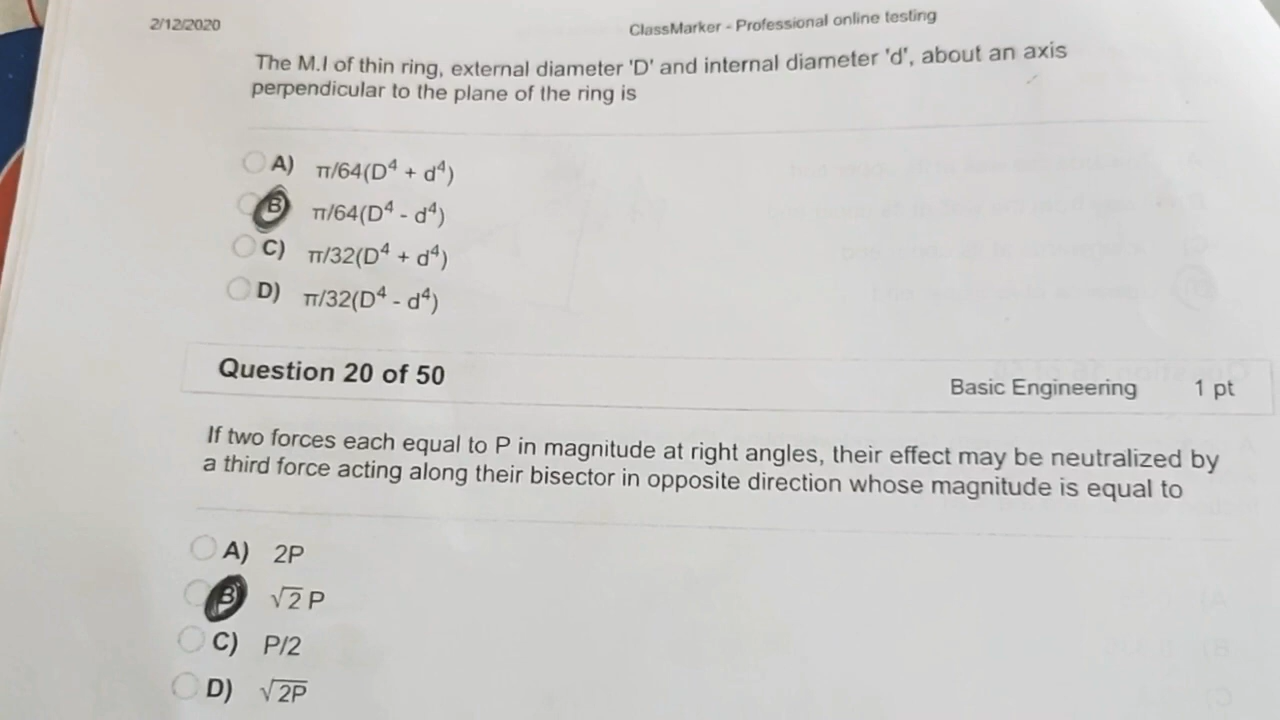 2/12/2020 ClassMarker - Professional online testing
The M.I of thin ring, external diameter 'D' and internal diameter 'd', about an axis
perpendicular to the plane of the ring is
A) π/64(D⁴ + d⁴)
B π/64(D⁴ - d⁴)
C) π/32(D⁴ + d⁴)
D) π/32(D⁴ - d⁴)
Question 20 of 50 Basic Engineering 1 pt
If two forces each equal to P in magnitude at right angles, their effect may be neutralized by
a third force acting along their bisector in opposite direction whose magnitude is equal to
A) 2P
B √2 P
C) P/2
D) √2P